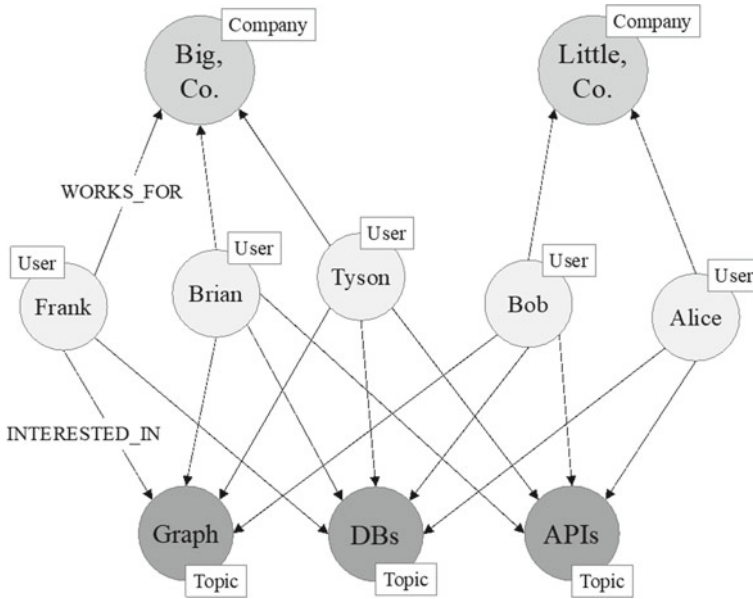 Company
Big,
Co.
Company
Little,
Co.
WORKS_FOR
User
Frank
User
Brian
User
Tyson
User
Bob
User
Alice
INTERESTED_IN
Graph
Topic
DBs
Topic
APIs
Topic